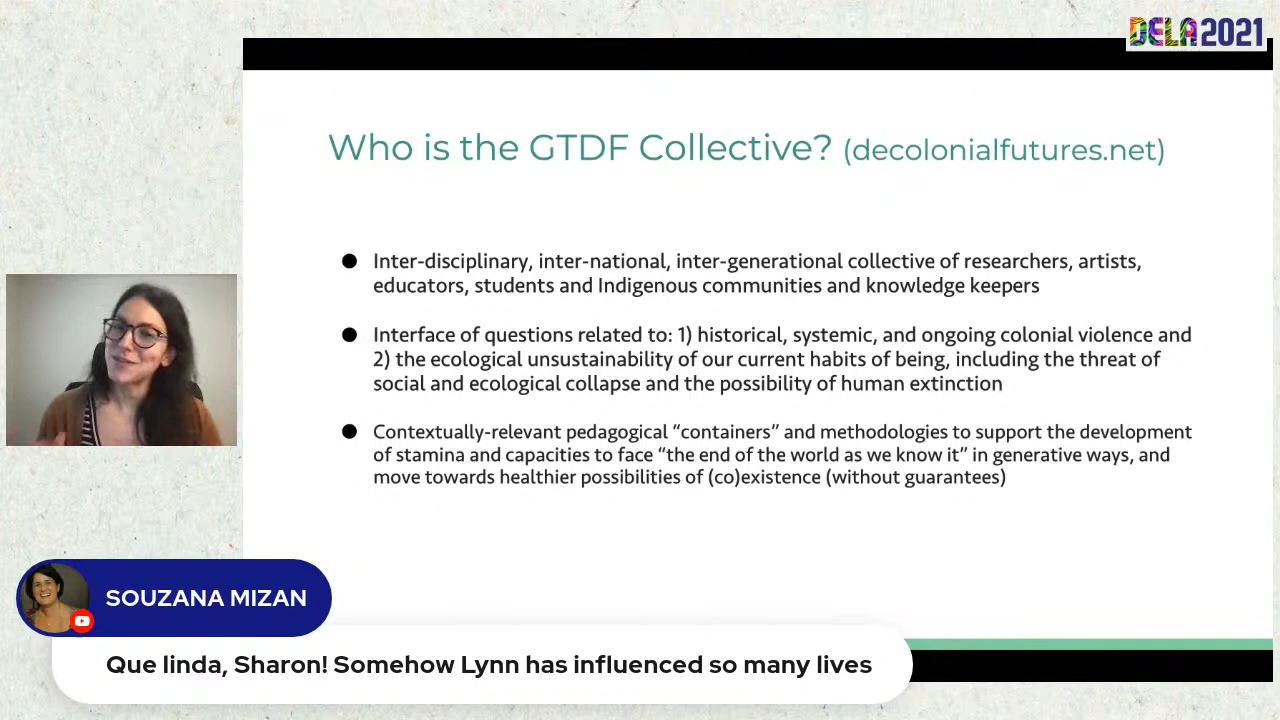 DELA 2021
Who is the GTDF Collective? (decolonialfutures.net)
● Inter-disciplinary, inter-national, inter-generational collective of researchers, artists,
educators, students and Indigenous communities and knowledge keepers
● Interface of questions related to: 1) historical, systemic, and ongoing colonial violence and
2) the ecological unsustainability of our current habits of being, including the threat of
social and ecological collapse and the possibility of human extinction
● Contextually-relevant pedagogical “containers” and methodologies to support the development
of stamina and capacities to face “the end of the world as we know it” in generative ways, and
move towards healthier possibilities of (co)existence (without guarantees)
SOUZANA MIZAN
Que linda, Sharon! Somehow Lynn has influenced so many lives